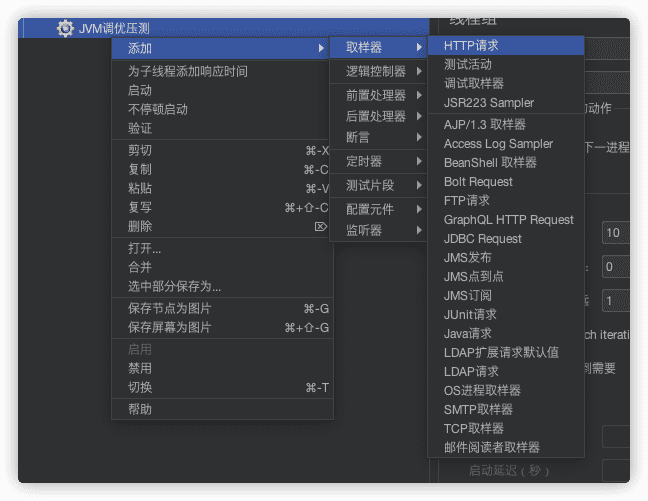 JVM调优压测
线程组
添加
为子线程添加响应时间
启动
不停顿启动
验证
剪切 ⌘-X
复制 ⌘-C
粘贴 ⌘-V
复写 ⌘+⇧-C
删除 ⌦
打开...
合并
选中部分保存为...
保存节点为图片 ⌘-G
保存屏幕为图片 ⌘+⇧-G
启用
禁用
切换 ⌘-T
帮助
取样器
逻辑控制器
前置处理器
后置处理器
断言
定时器
测试片段
配置元件
监听器
HTTP请求
测试活动
调试取样器
JSR223 Sampler
AJP/1.3 取样器
Access Log Sampler
BeanShell 取样器
Bolt Request
FTP请求
GraphQL HTTP Request
JDBC Request
JMS发布
JMS点到点
JMS订阅
JUnit请求
Java请求
LDAP扩展请求默认值
LDAP请求
OS进程取样器
SMTP取样器
TCP取样器
邮件阅读者取样器
的动作
下一进程
10
0
1
ch iterati
到需要
启动延迟（秒）